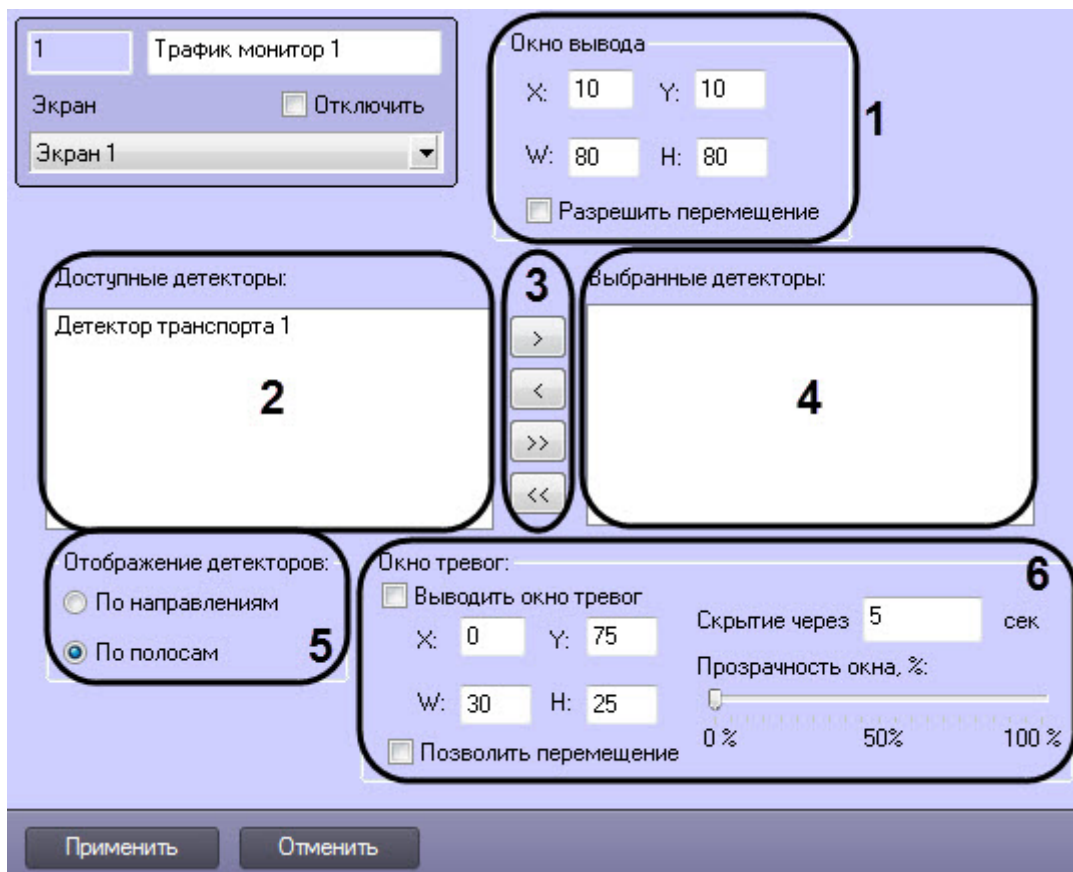 1 Трафик монитор 1
Экран Отключить
Экран 1
Окно вывода
X: 10 Y: 10
W: 80 H: 80
Разрешить перемещение
1
Доступные детекторы:
Детектор транспорта 1
2
3
>
<
>>
<<
Выбранные детекторы:
4
Отображение детекторов:
По направлениям
По полосам
5
Окно тревог:
6
Выводить окно тревог
X: 0 Y: 75
W: 30 H: 25
Позволить перемещение
Скрытие через 5 сек
Прозрачность окна, %:
0 % 50% 100 %
Применить Отменить